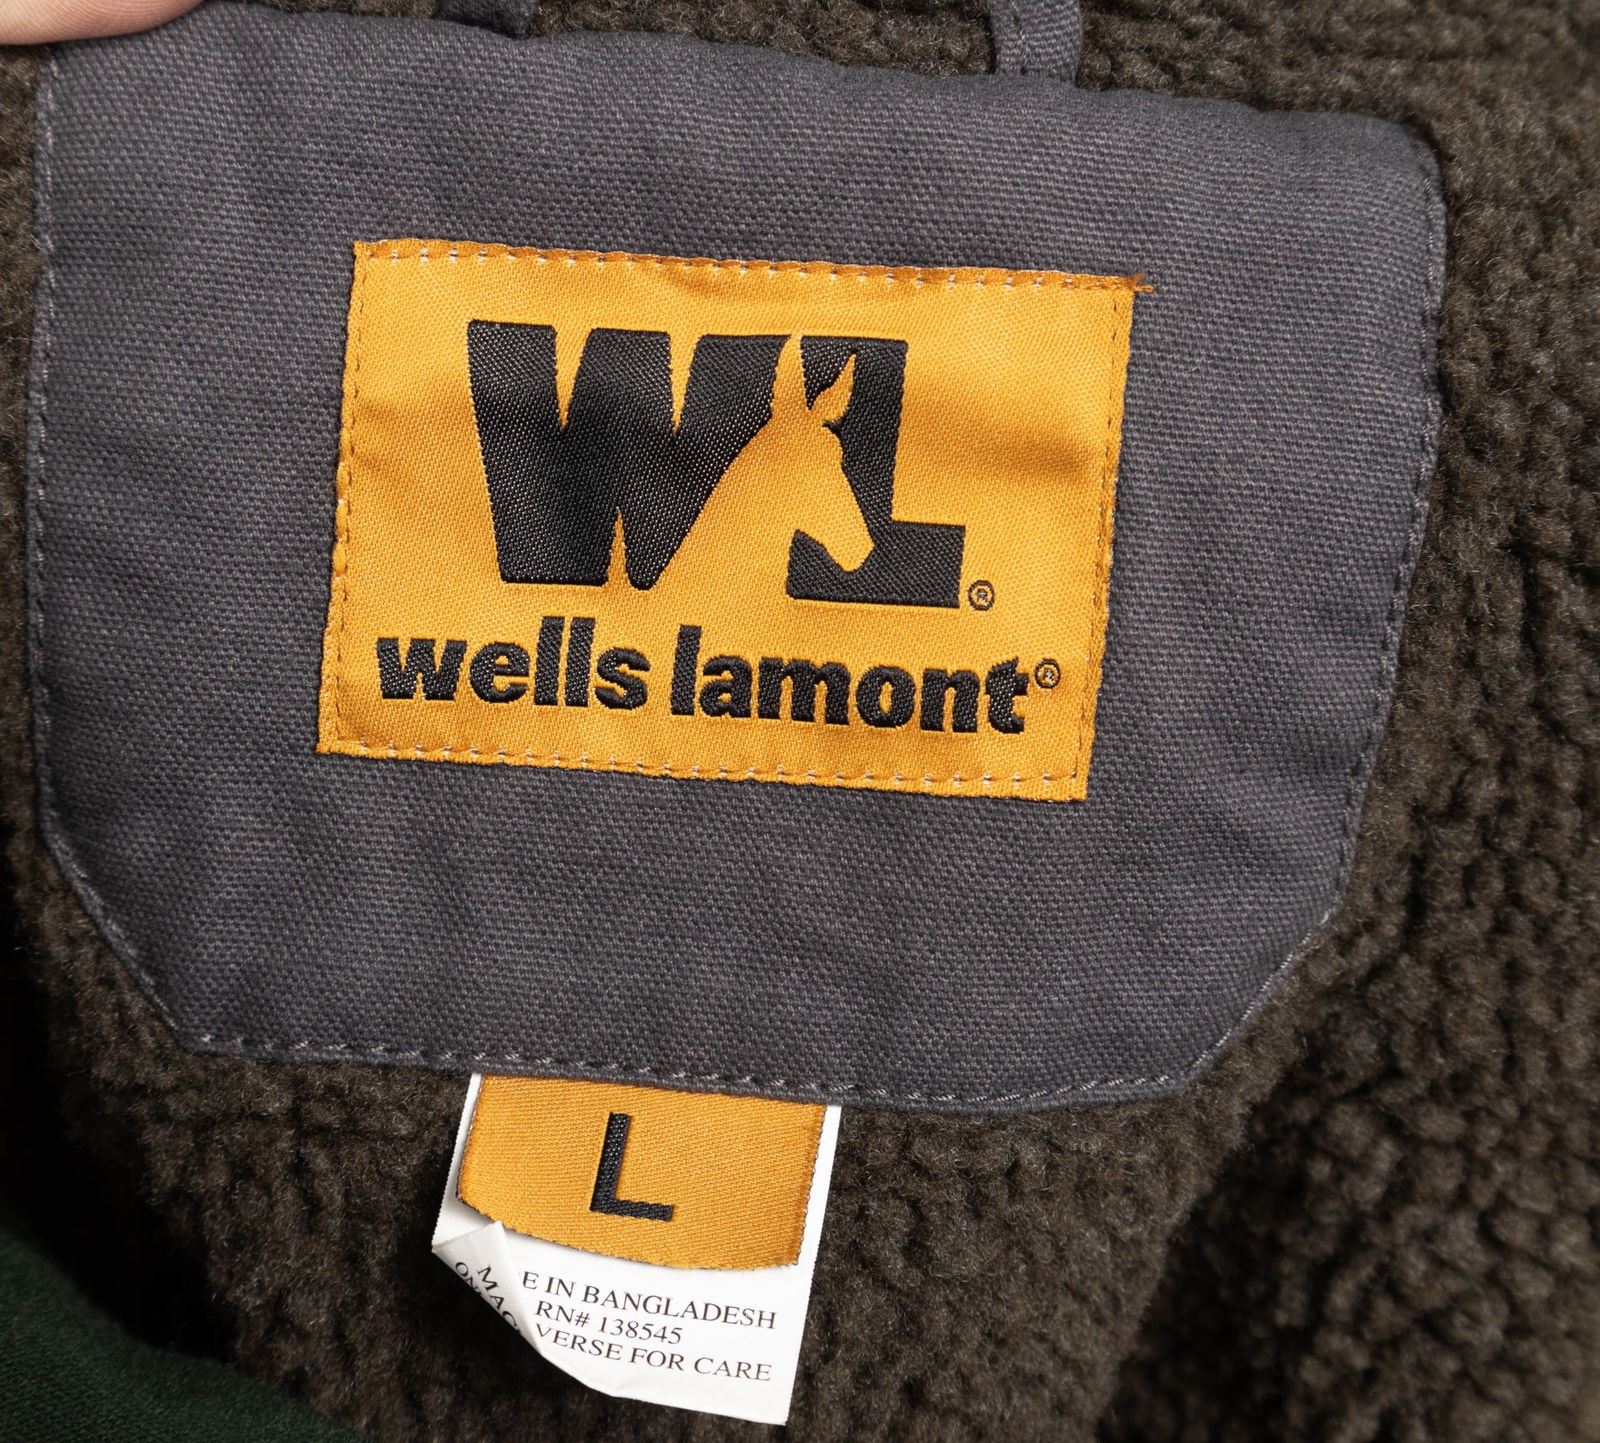 WL®
wells lamont®
L
E IN BANGLADESH
RN# 138545
VERSE FOR CARE